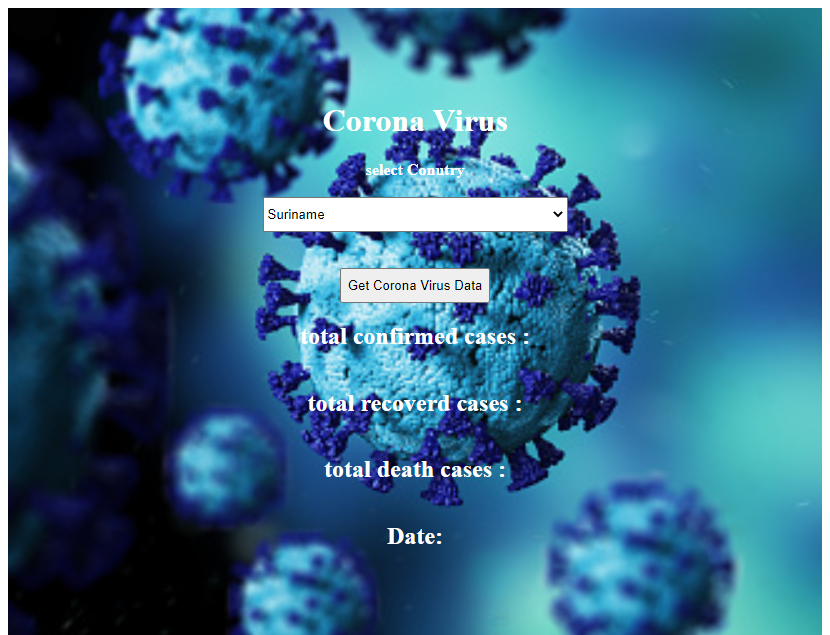 Corona Virus
select Conutry
Suriname
Get Corona Virus Data
total confirmed cases :
total recoverd cases :
total death cases :
Date: